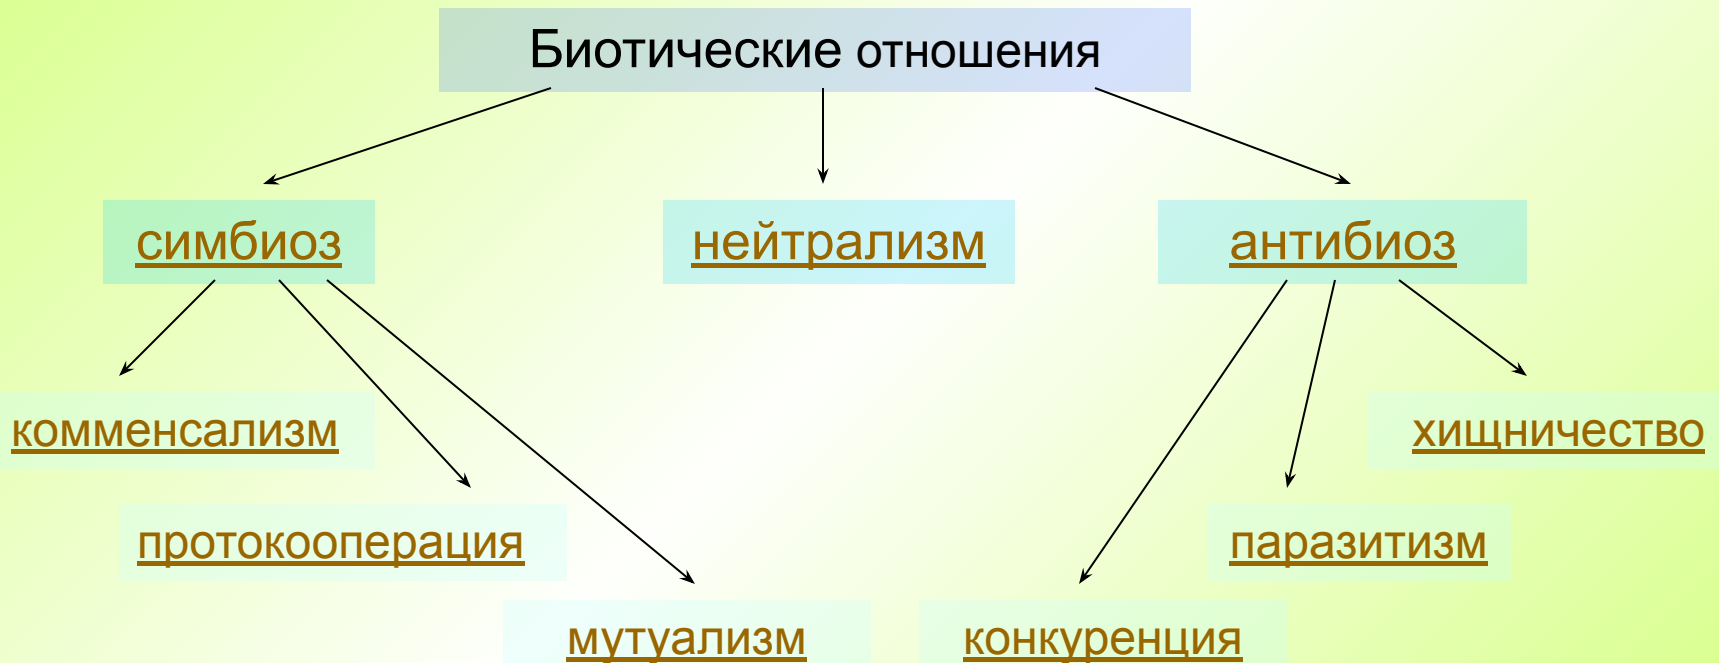 Биотические отношения
симбиоз
нейтрализм
антибиоз
комменсализм
хищничество
протокооперация
паразитизм
мутуализм
конкуренция